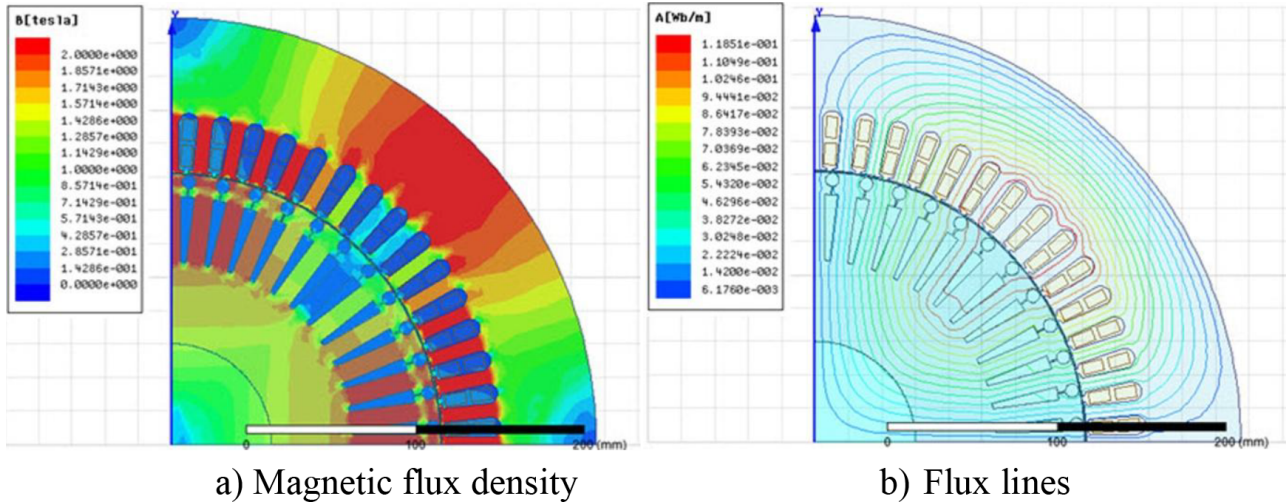 B[tesla]
2.0000e+000
1.8571e+000
1.7143e+000
1.5714e+000
1.4286e+000
1.2857e+000
1.1429e+000
1.0000e+000
8.5714e-001
7.1429e-001
5.7143e-001
4.2857e-001
2.8571e-001
1.4286e-001
0.0000e+000
Y
0
100
200 (mm)
a) Magnetic flux density
A[Wb/m]
1.1851e-001
1.1049e-001
1.0246e-001
9.4441e-002
8.6417e-002
7.8393e-002
7.0369e-002
6.2345e-002
5.4320e-002
4.6296e-002
3.8272e-002
3.0248e-002
2.2224e-002
1.4200e-002
6.1760e-003
Y
0
100
200 (mm)
b) Flux lines